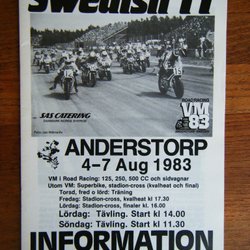 Swedish TT
SAS CATERING
ROAD RACING
VM
83
ANDERSTORP
4–7 Aug 1983
VM i Road Racing: 125, 250, 500 CC och sidvagnar
Utom VM: Superbike, stadion-cross (kvalheat och final)
Torad, fred o lörd: Träning
Fredag: Stadion-cross, kvalheat kl 17.30
Lördag: Stadion-cross, finaler kl 16.00
Lördag: Tävling. Start kl 14.00
Söndag: Tävling. Start kl 11.30
INFORMATION